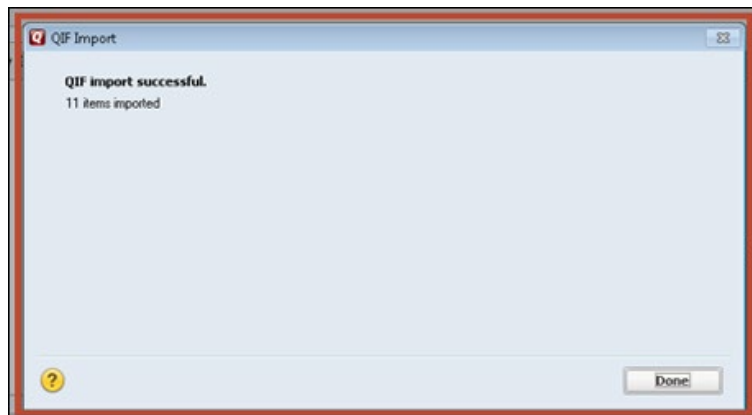 QIF Import
QIF import successful.
11 items imported
?
Done